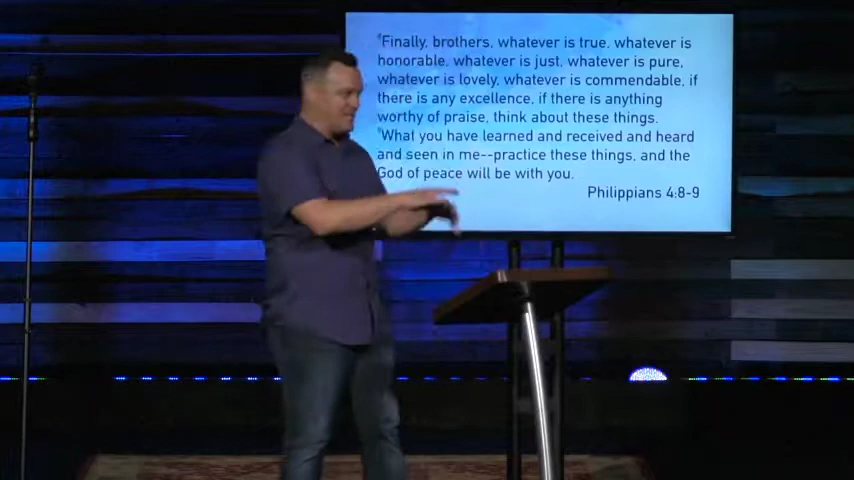 ⁸Finally, brothers, whatever is true, whatever is
honorable, whatever is just, whatever is pure,
whatever is lovely, whatever is commendable, if
there is any excellence, if there is anything
worthy of praise, think about these things.
⁹What you have learned and received and heard
and seen in me--practice these things, and the
God of peace will be with you.
Philippians 4:8-9